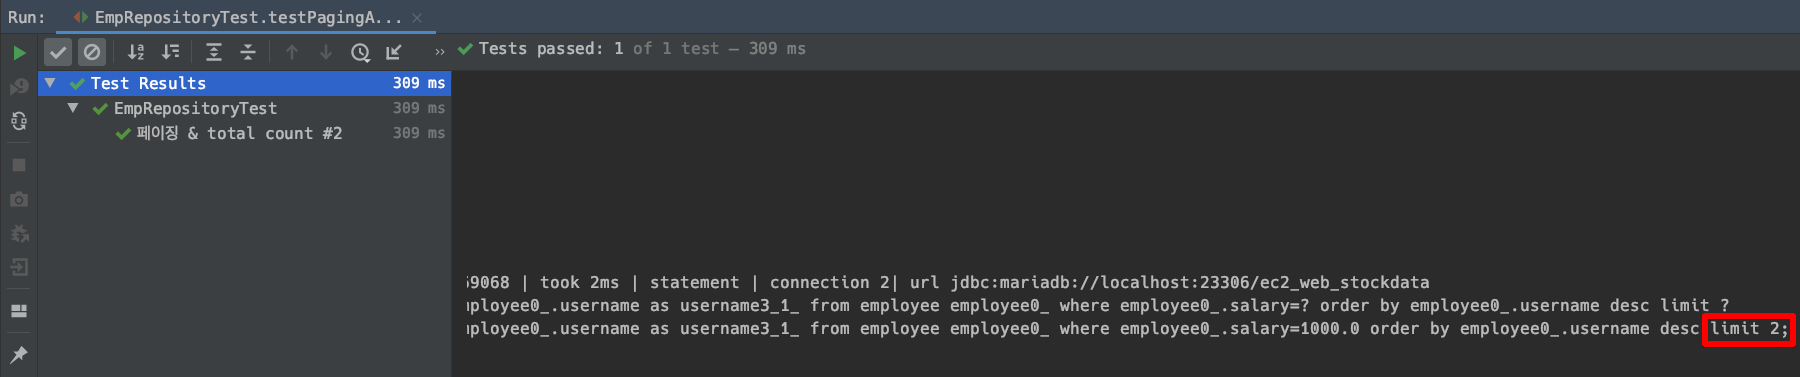 Run: EmpRepositoryTest.testPagingA...
Tests passed: 1 of 1 test – 309 ms
Test Results 309 ms
EmpRepositoryTest 309 ms
페이징 & total count #2 309 ms
69068 | took 2ms | statement | connection 2| url jdbc:mariadb://localhost:23306/ec2_web_stockdata
mployee0_.username as username3_1_ from employee employee0_ where employee0_.salary=? order by employee0_.username desc limit ?
mployee0_.username as username3_1_ from employee employee0_ where employee0_.salary=1000.0 order by employee0_.username desc limit 2;